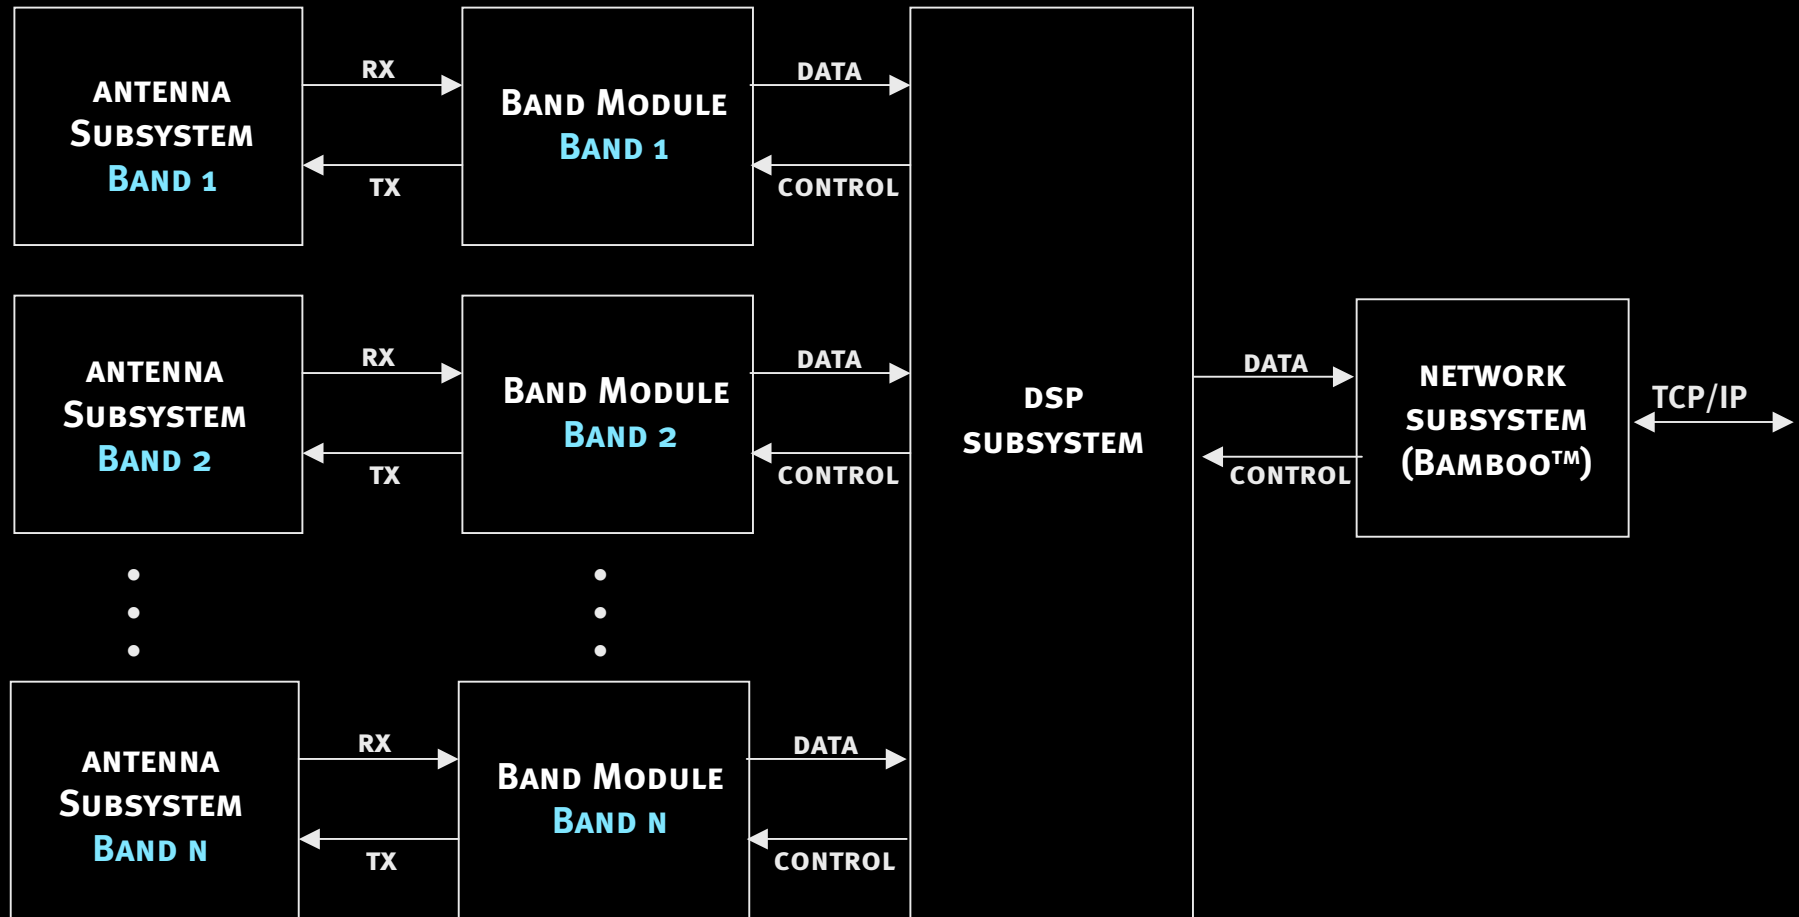 ANTENNA
SUBSYSTEM
BAND 1
RX
TX
BAND MODULE
BAND 1
DATA
CONTROL
ANTENNA
SUBSYSTEM
BAND 2
RX
TX
BAND MODULE
BAND 2
DATA
CONTROL
ANTENNA
SUBSYSTEM
BAND N
RX
TX
BAND MODULE
BAND N
DATA
CONTROL
DSP
SUBSYSTEM
DATA
CONTROL
NETWORK
SUBSYSTEM
(BAMBOO™)
TCP/IP